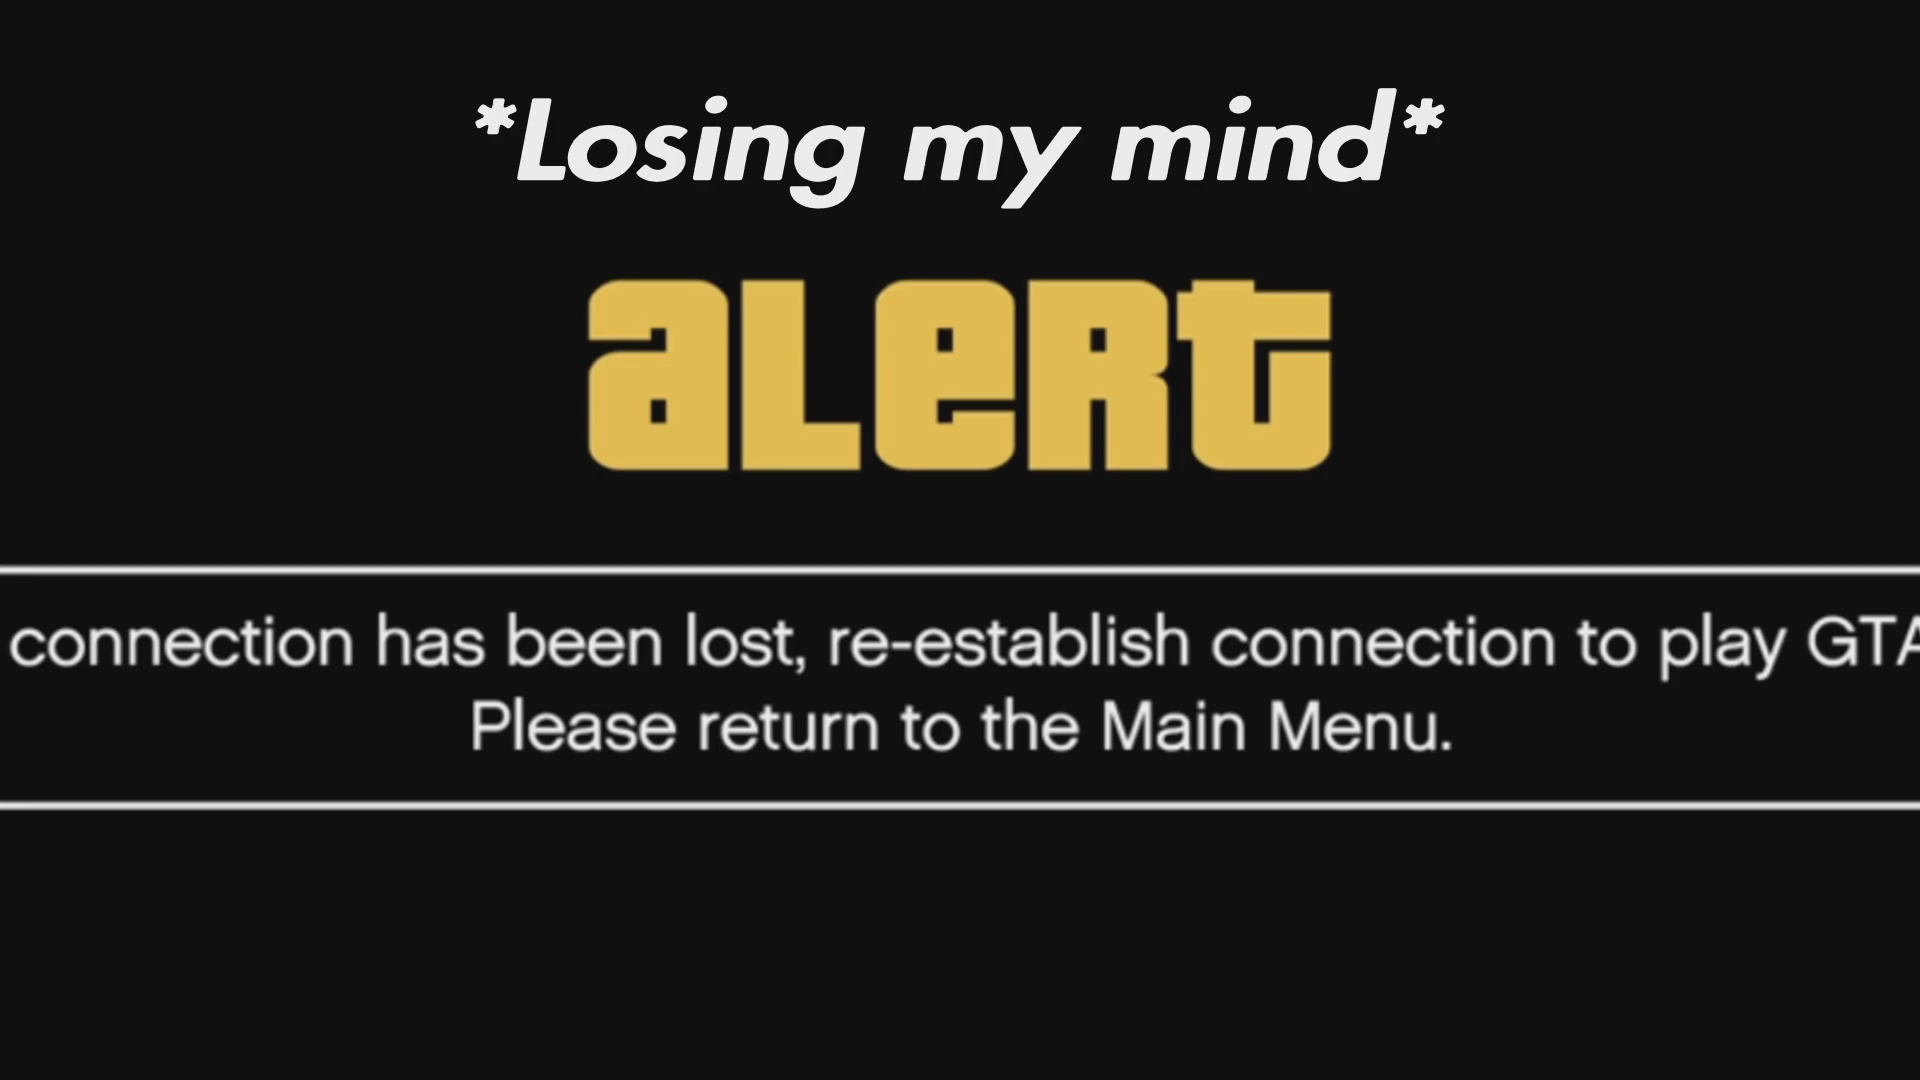 *Losing my mind*
aLeRt
connection has been lost, re-establish connection to play GTA
Please return to the Main Menu.